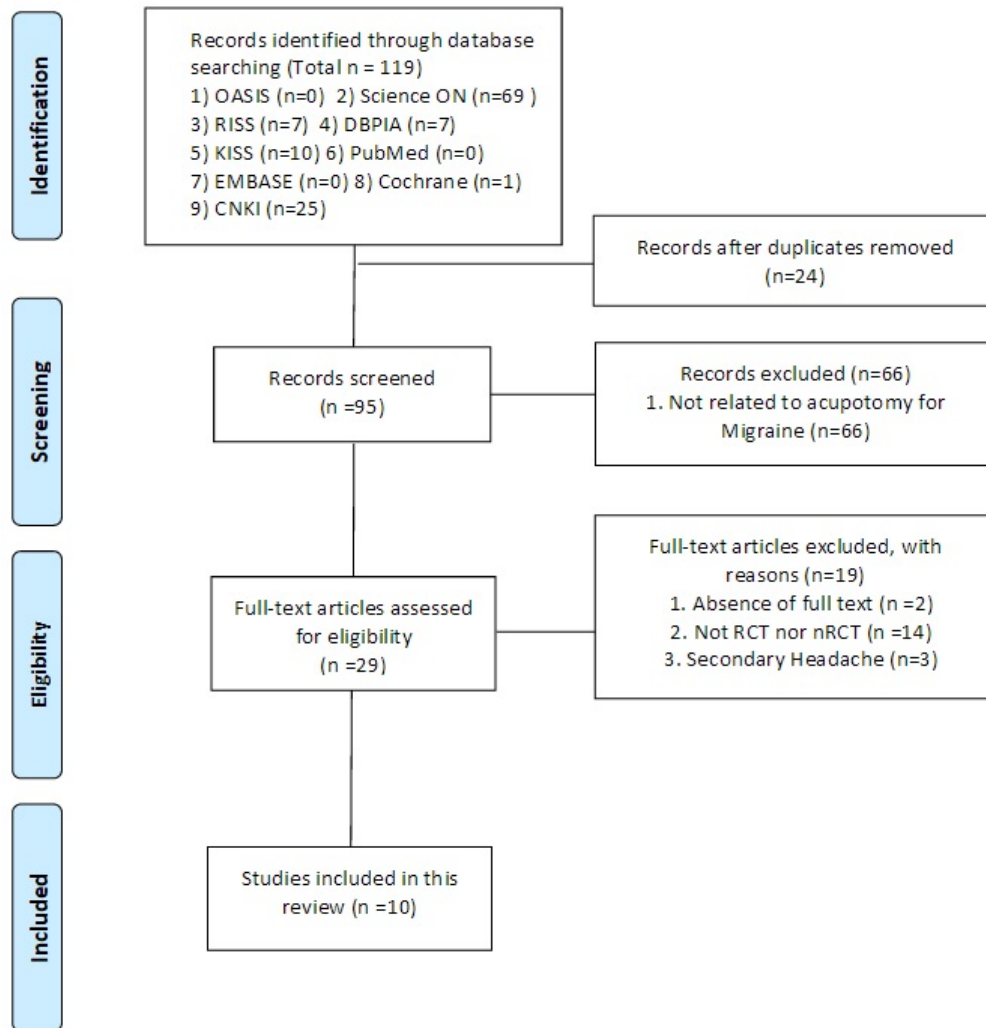 Identification
Records identified through database
searching (Total n = 119)
1) OASIS (n=0) 2) Science ON (n=69 )
3) RISS (n=7) 4) DBPIA (n=7)
5) KISS (n=10) 6) PubMed (n=0)
7) EMBASE (n=0) 8) Cochrane (n=1)
9) CNKI (n=25)
Records after duplicates removed
(n=24)
Screening
Records screened
(n =95)
Records excluded (n=66)
1. Not related to acupotomy for
Migraine (n=66)
Eligibility
Full-text articles assessed
for eligibility
(n =29)
Full-text articles excluded, with
reasons (n=19)
1. Absence of full text (n =2)
2. Not RCT nor nRCT (n =14)
3. Secondary Headache (n=3)
Included
Studies included in this
review (n =10)